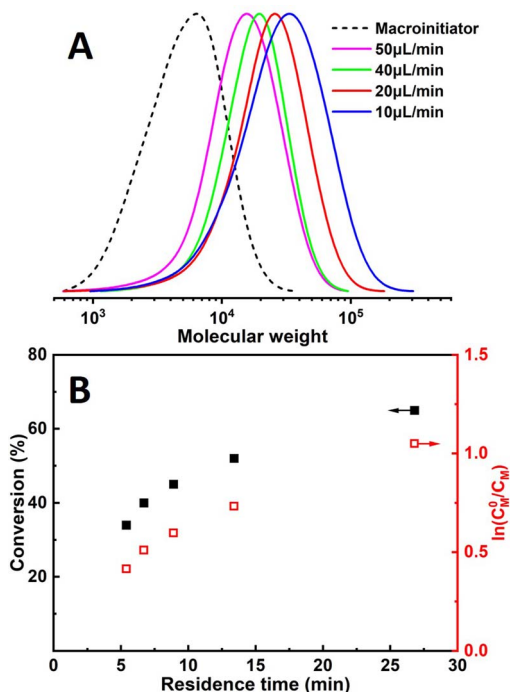 A
Macroinitiator
50μL/min
40μL/min
20μL/min
10μL/min
10³ 10⁴ 10⁵
Molecular weight
B
80
60
40
20
Conversion (%)
1.5
1.0
0.5
0.0
ln(C⁰_M/C_M)
0 5 10 15 20 25 30
Residence time (min)